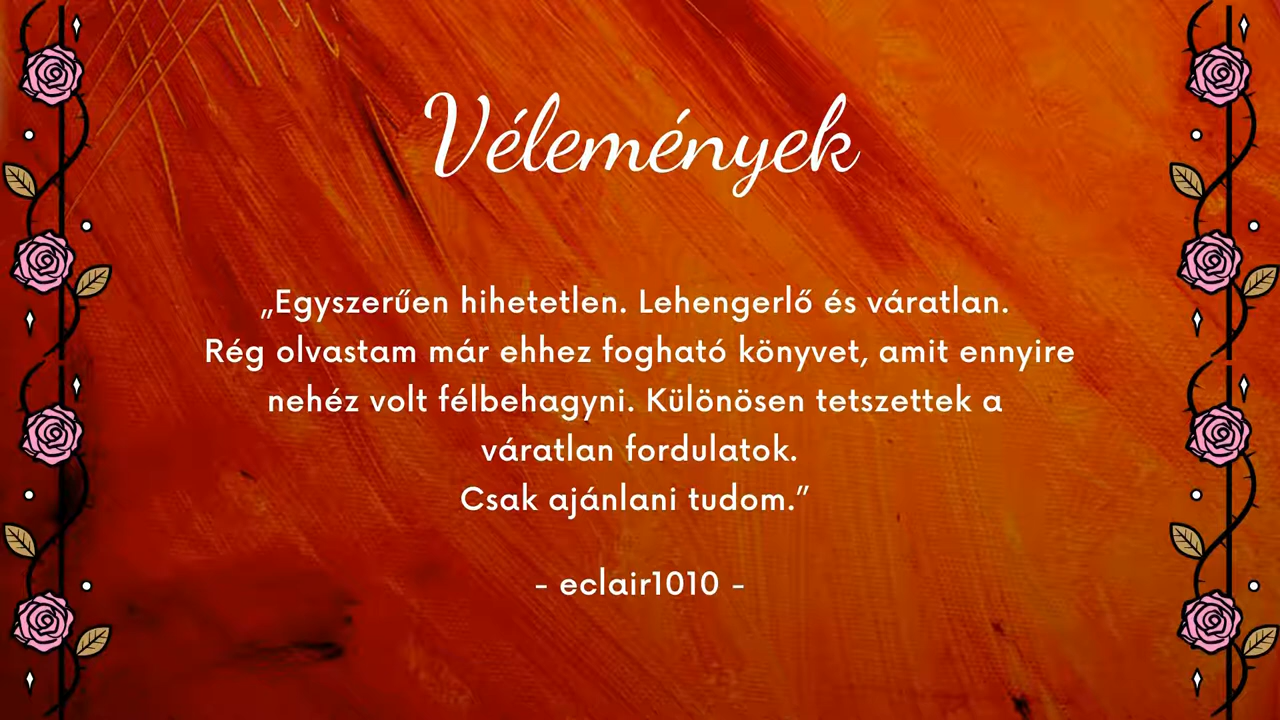 Vélemények
„Egyszerűen hihetetlen. Lehengerlő és váratlan.
Rég olvastam már ehhez fogható könyvet, amit ennyire
nehéz volt félbehagyni. Különösen tetszettek a
váratlan fordulatok.
Csak ajánlani tudom.”
- eclair1010 -